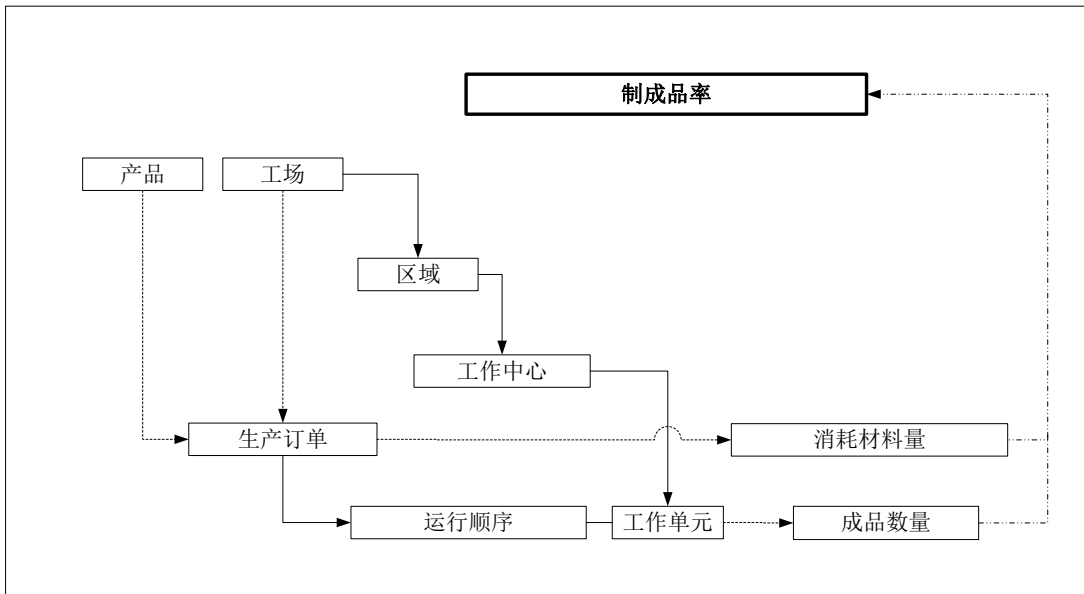 制成品率
产品
工场
区域
工作中心
生产订单
消耗材料量
运行顺序
工作单元
成品数量